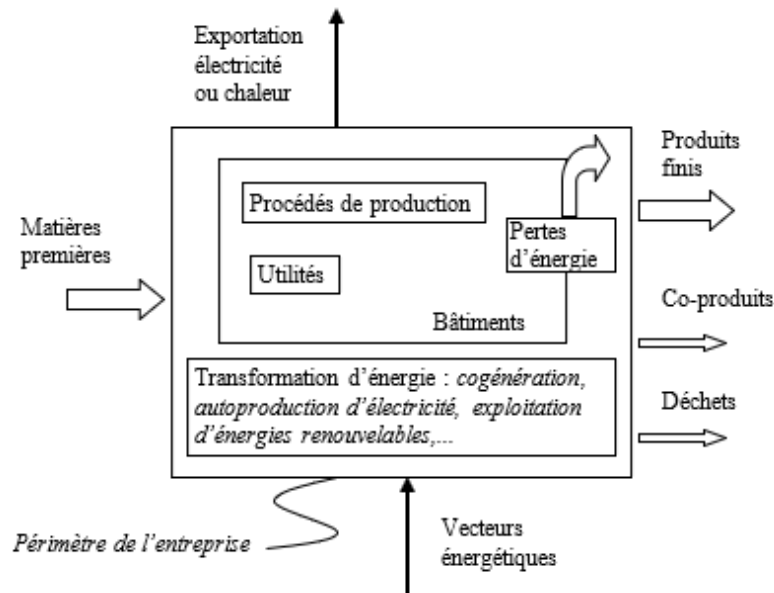 Exportation
électricité
ou chaleur
Produits
finis
Procédés de production
Matières
premières
Pertes
d'énergie
Utilités
Bâtiments
Co-produits
Transformation d'énergie : cogénération,
autoproduction d'électricité, exploitation
d'énergies renouvelables,...
Déchets
Périmètre de l'entreprise
Vecteurs
énergétiques